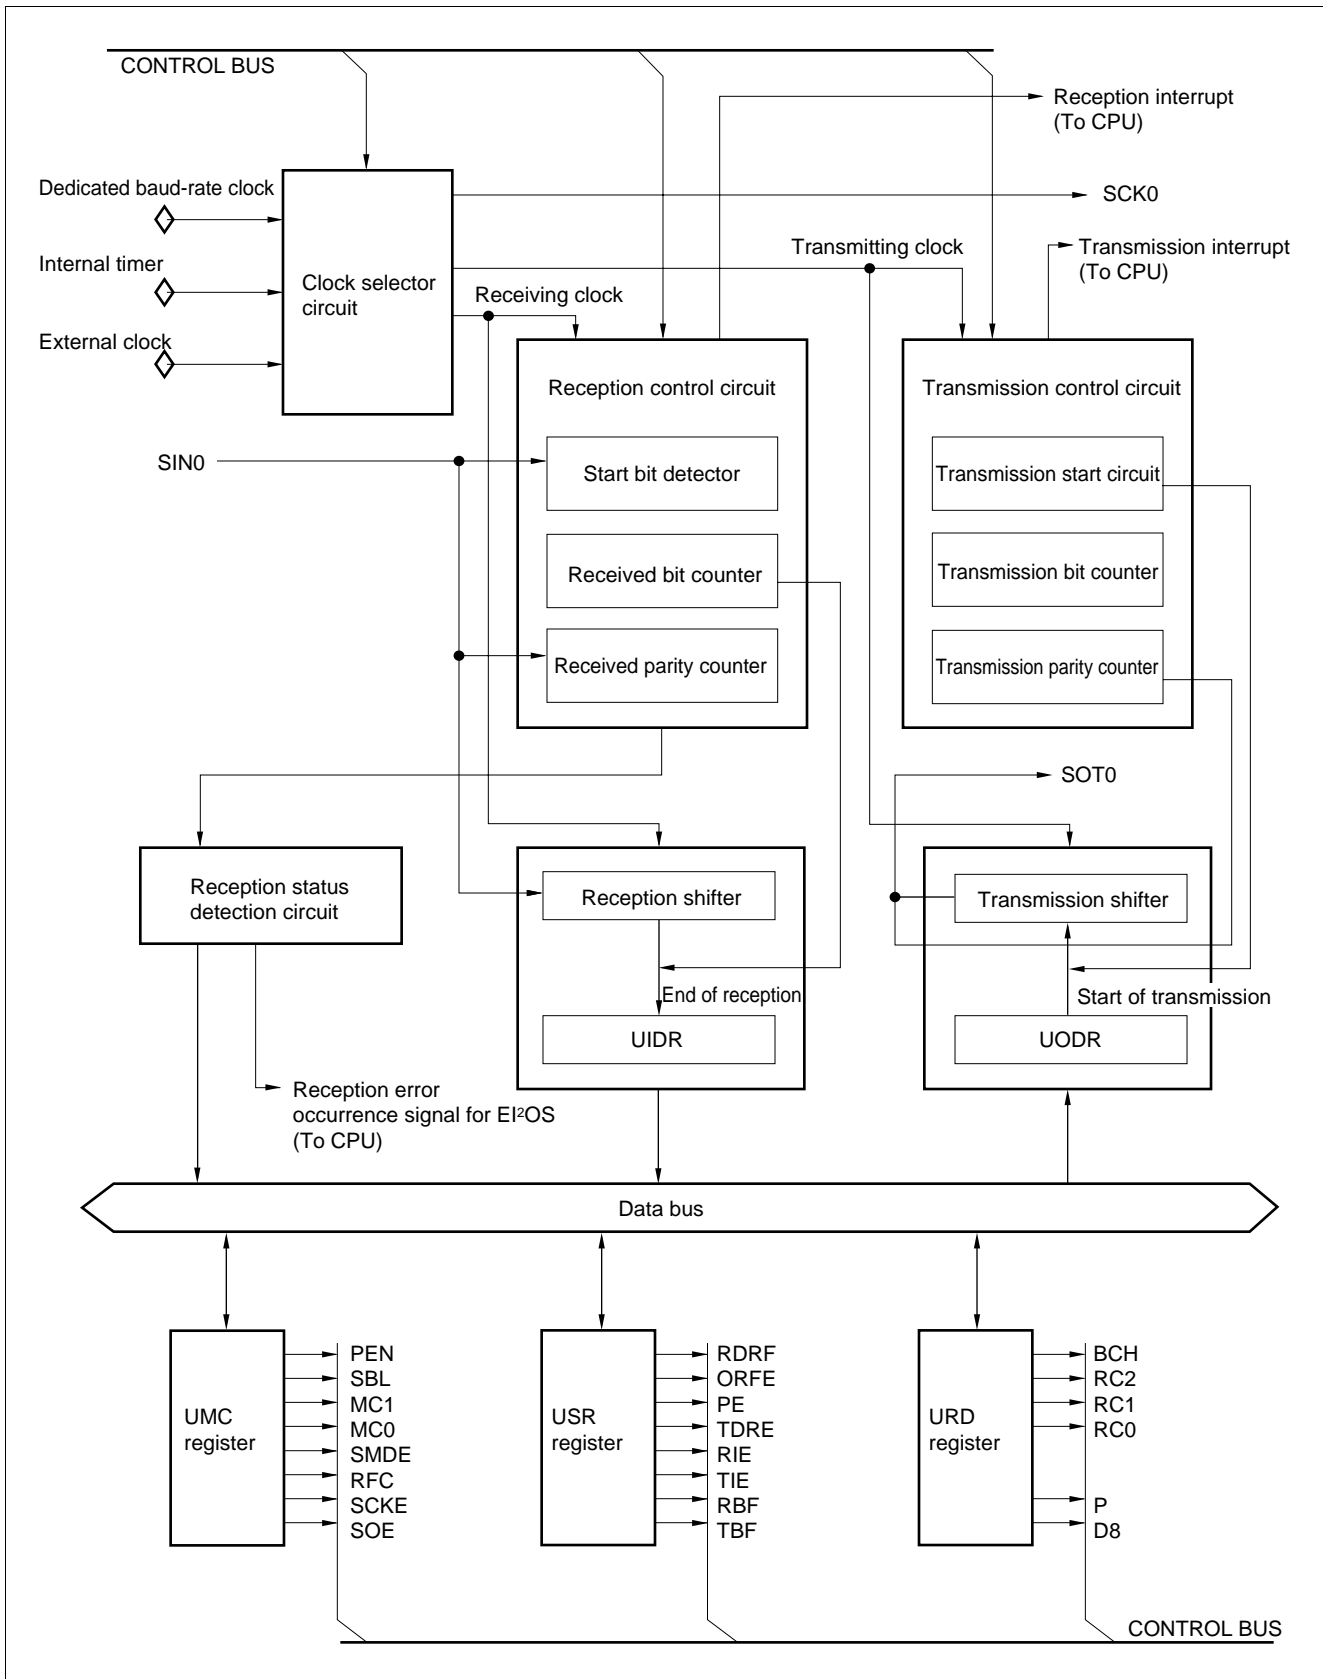 CONTROL BUS
Reception interrupt
(To CPU)
Dedicated baud-rate clock
SCK0
Transmitting clock
Transmission interrupt
(To CPU)
Internal timer
Clock selector
circuit
Receiving clock
External clock
Reception control circuit
Transmission control circuit
SIN0
Start bit detector
Transmission start circuit
Received bit counter
Transmission bit counter
Received parity counter
Transmission parity counter
SOT0
Reception status
detection circuit
Reception shifter
Transmission shifter
End of reception
Start of transmission
UIDR
UODR
Reception error
occurrence signal for EI²OS
(To CPU)
Data bus
UMC
register
PEN
SBL
MC1
MC0
SMDE
RFC
SCKE
SOE
USR
register
RDRF
ORFE
PE
TDRE
RIE
TIE
RBF
TBF
URD
register
BCH
RC2
RC1
RC0
P
D8
CONTROL BUS